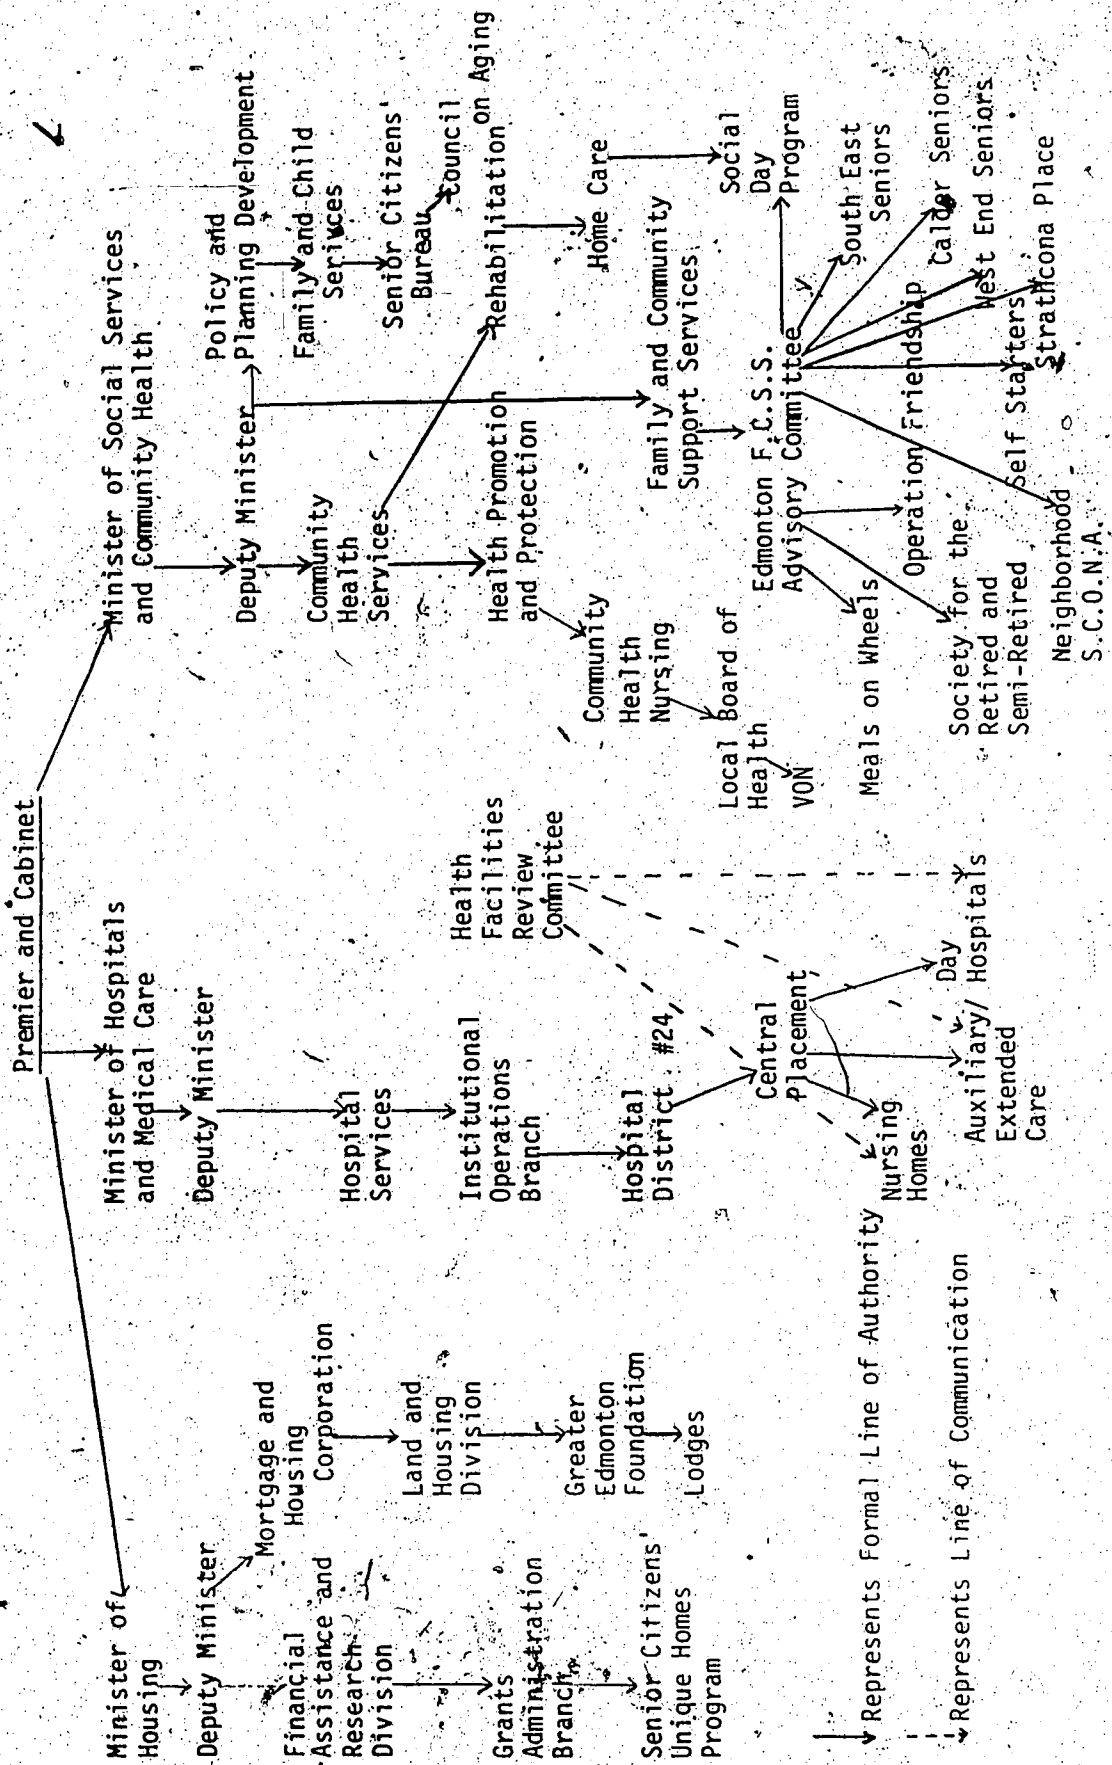 Premier and Cabinet
Minister of
Housing
Deputy Minister
Mortgage and
Housing
Corporation
Financial
Assistance and
Research
Division
Land and
Housing
Division
Grants
Administration
Branch
Greater
Edmonton
Foundation
Senior Citizens'
Unique Homes
Program
Lodges
Minister of Hospitals
and Medical Care
Deputy Minister
Hospital
Services
Institutional
Operations
Branch
Health
Facilities
Review
Committee
Hospital
District #24
Central
Placement
Nursing
Homes
Auxiliary/
Extended
Care
Day
Hospitals
Minister of Social Services
and Community Health
Deputy Minister
Policy and
Planning Development
Family and Child
Serivces
Senior Citizens'
Bureau
Council
on Aging
Community
Health
Services
Rehabilitation
Health Promotion
and Protection
Home Care
Community
Health
Nursing
Family and Community
Support Services
Local Board of
Health
VON
Edmonton F.C.S.S.
Advisory Committee
Social
Day
Program
Meals on Wheels
Operation Friendship
South East
Seniors
Calder Seniors
Society for the
Retired and
Semi-Retired
Self Starters
West End Seniors
Strathcona Place
Neighborhood
S.C.O.N.A.
Represents Formal Line of Authority
Represents Line of Communication